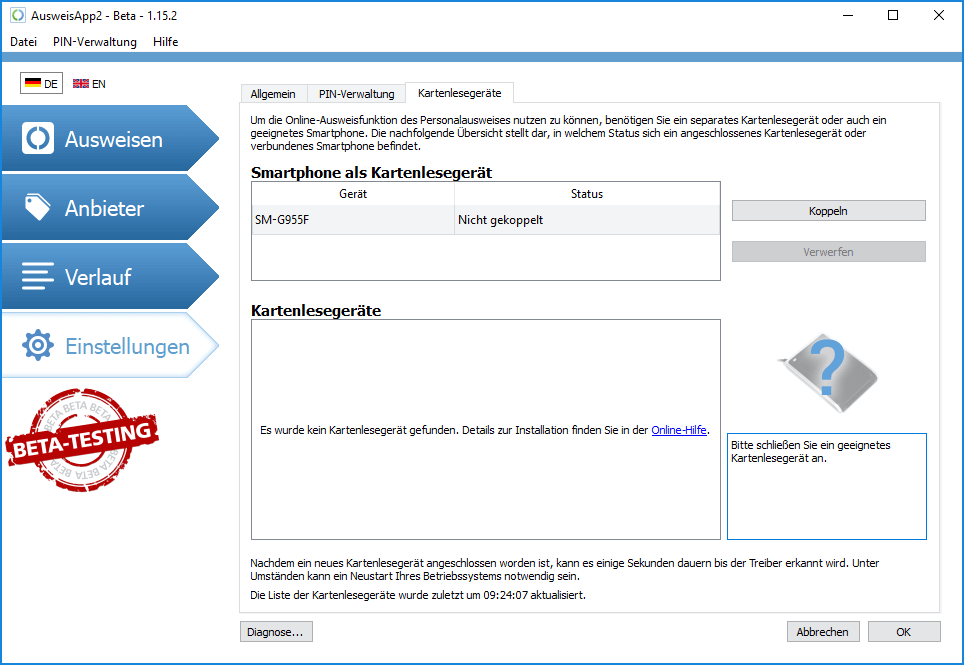 AusweisApp2 - Beta - 1.15.2
Datei PIN-Verwaltung Hilfe
DE EN
Allgemein PIN-Verwaltung Kartenlesegeräte
Ausweisen
Anbieter
Verlauf
Einstellungen
BETA BETA BETA
BETA-TESTING
BETA BETA BETA
Um die Online-Ausweisfunktion des Personalausweises nutzen zu können, benötigen Sie ein separates Kartenlesegerät oder auch ein
geeignetes Smartphone. Die nachfolgende Übersicht stellt dar, in welchem Status sich ein angeschlossenes Kartenlesegerät oder
verbundenes Smartphone befindet.
Smartphone als Kartenlesegerät
Gerät Status
SM-G955F Nicht gekoppelt
Koppeln
Verwerfen
Kartenlesegeräte
Es wurde kein Kartenlesegerät gefunden. Details zur Installation finden Sie in der Online-Hilfe.
?
Bitte schließen Sie ein geeignetes
Kartenlesegerät an.
Nachdem ein neues Kartenlesegerät angeschlossen worden ist, kann es einige Sekunden dauern bis der Treiber erkannt wird. Unter
Umständen kann ein Neustart Ihres Betriebssystems notwendig sein.
Die Liste der Kartenlesegeräte wurde zuletzt um 09:24:07 aktualisiert.
Diagnose... Abbrechen OK